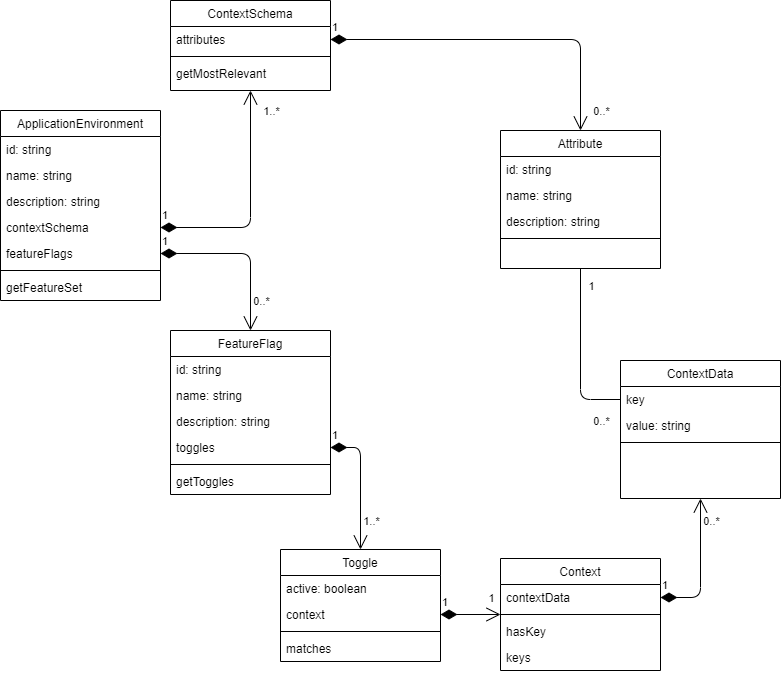 ContextSchema
attributes
getMostRelevant
1
0..*
1..*
ApplicationEnvironment
id: string
name: string
description: string
contextSchema
featureFlags
getFeatureSet
1
1
0..*
Attribute
id: string
name: string
description: string
1
0..*
FeatureFlag
id: string
name: string
description: string
toggles
getToggles
1
1..*
ContextData
key
value: string
0..*
Toggle
active: boolean
context
matches
1
1
Context
contextData
hasKey
keys
1